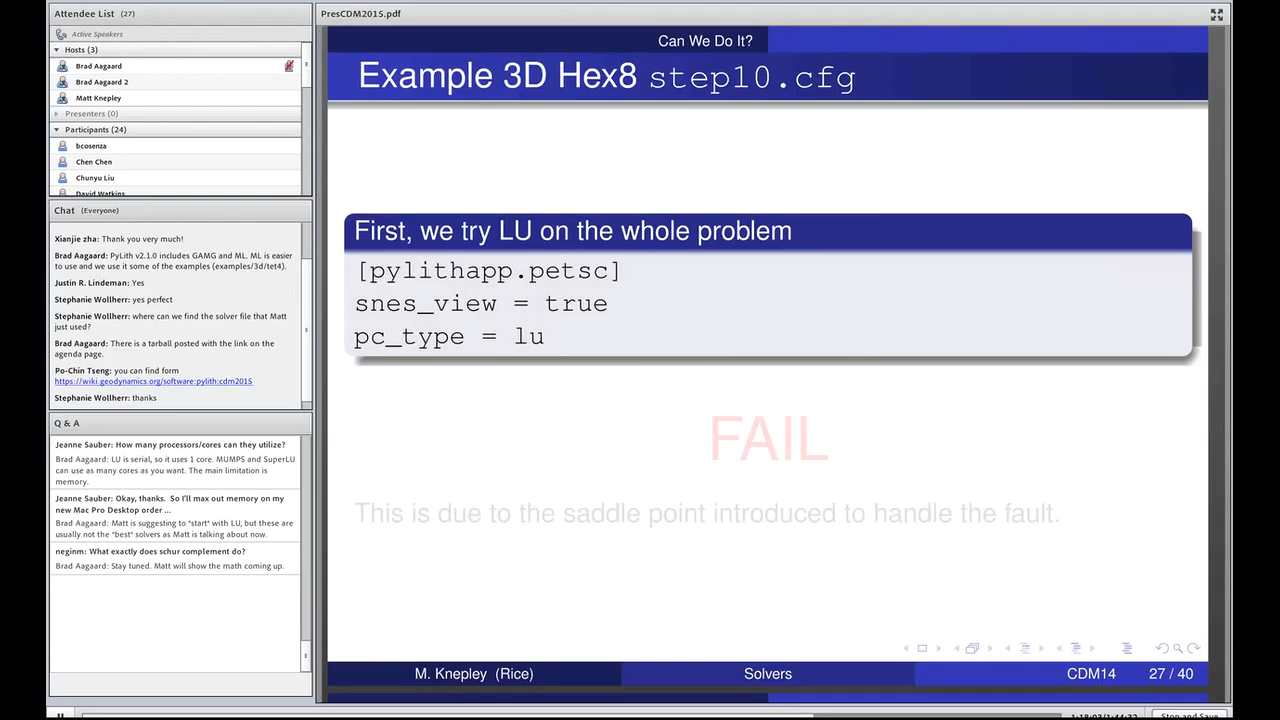 Attendee List (27)
Active Speakers
Hosts (3)
Brad Aagaard
Brad Aagaard 2
Matt Knepley
Presenters (0)
Participants (24)
bcosenza
Chen Chen
Chunyu Liu
David Watkins
Chat (Everyone)
Xianjie zha: Thank you very much!
Brad Aagaard: PyLith v2.1.0 includes GAMG and ML. ML is easier
to use and we use it some of the examples (examples/3d/tet4).
Justin R. Lindeman: Yes
Stephanie Wollherr: yes perfect
Stephanie Wollherr: where can we find the solver file that Matt
just used?
Brad Aagaard: There is a tarball posted with the link on the
agenda page.
Po-Chin Tseng: you can find form
https://wiki.geodynamics.org/software:pylith:cdm2015
Stephanie Wollherr: thanks
Q & A
Jeanne Sauber: How many processors/cores can they utilize?
Brad Aagaard: LU is serial, so it uses 1 core. MUMPS and SuperLU
can use as many cores as you want. The main limitation is
memory.
Jeanne Sauber: Okay, thanks. So I'll max out memory on my
new Mac Pro Desktop order ...
Brad Aagaard: Matt is suggesting to *start* with LU, but these are
usually not the *best* solvers as Matt is talking about now.
neginm: What exactly does schur complement do?
Brad Aagaard: Stay tuned. Matt will show the math coming up.
PresCDM2015.pdf
Can We Do It?
Example 3D Hex8 step10.cfg
First, we try LU on the whole problem
[pylithapp.petsc]
snes_view = true
pc_type = lu
FAIL
This is due to the saddle point introduced to handle the fault.
M. Knepley (Rice) Solvers CDM14 27 / 40
1:18:03/1:44:32 Stop and Save